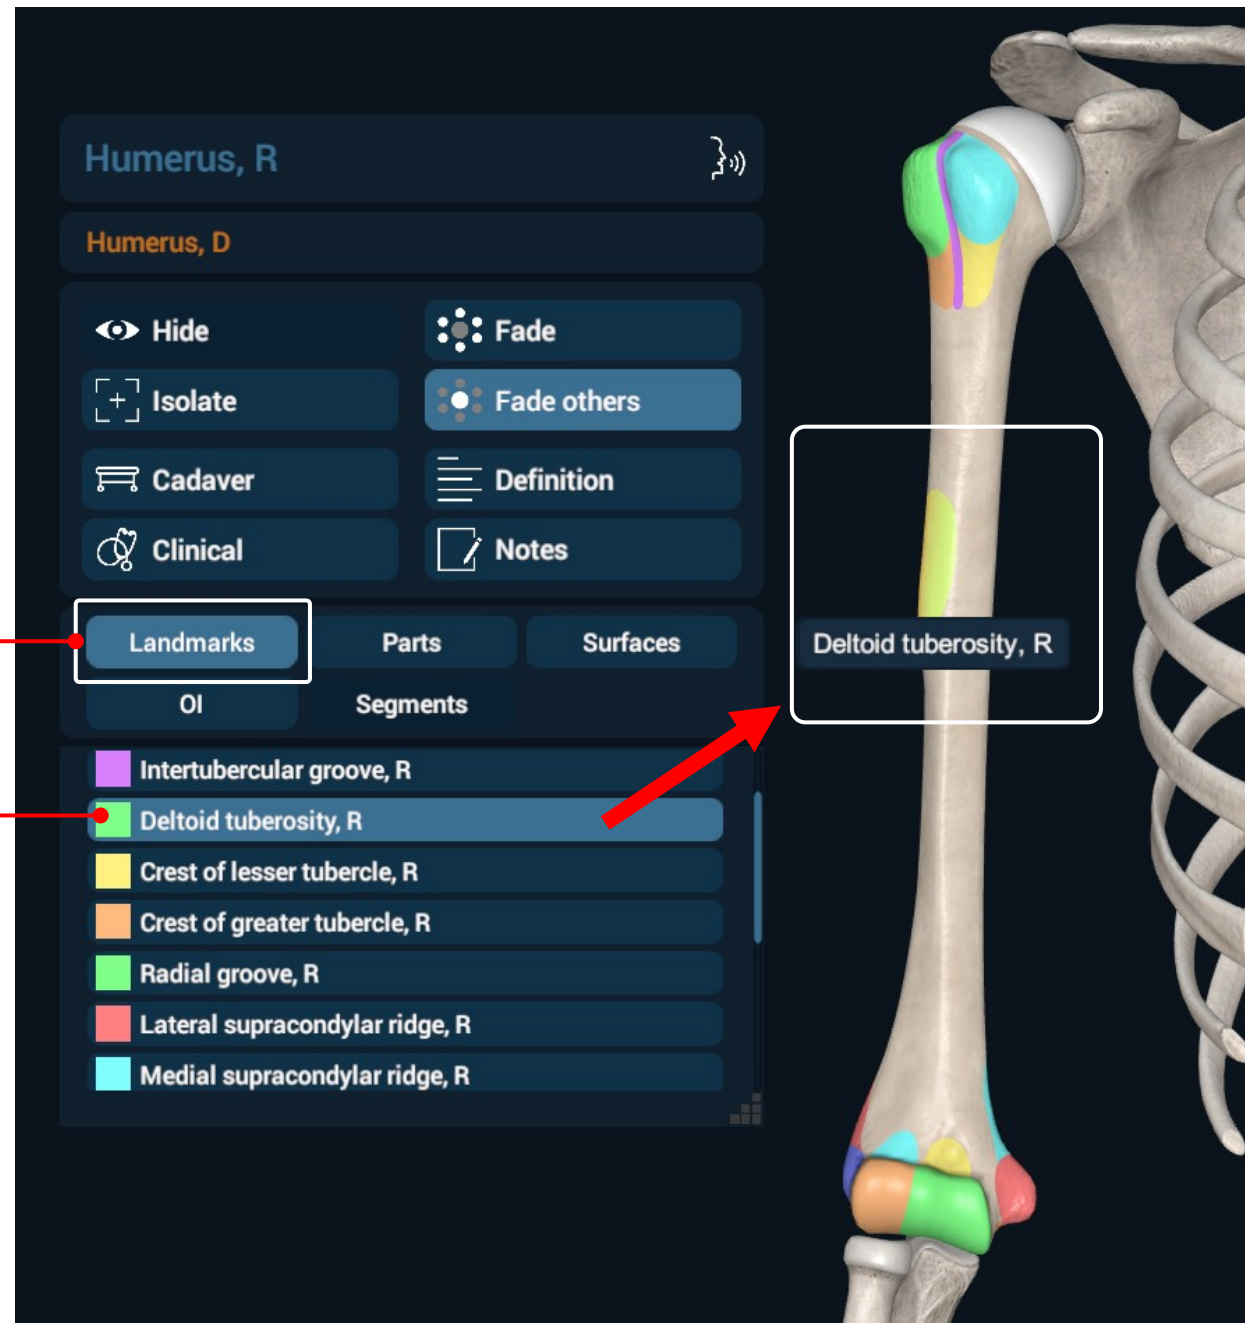 Humerus, R
Humerus, D
Hide
Fade
Isolate
Fade others
Cadaver
Definition
Clinical
Notes
Landmarks
Parts
Surfaces
OI
Segments
Intertubercular groove, R
Deltoid tuberosity, R
Crest of lesser tubercle, R
Crest of greater tubercle, R
Radial groove, R
Lateral supracondylar ridge, R
Medial supracondylar ridge, R
Deltoid tuberosity, R